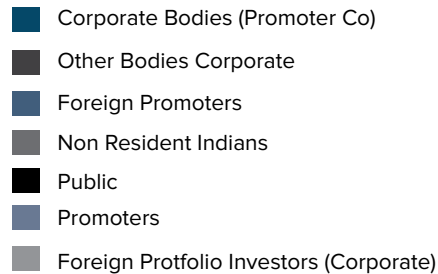 Corporate Bodies (Promoter Co)
Other Bodies Corporate
Foreign Promoters
Non Resident Indians
Public
Promoters
Foreign Protfolio Investors (Corporate)